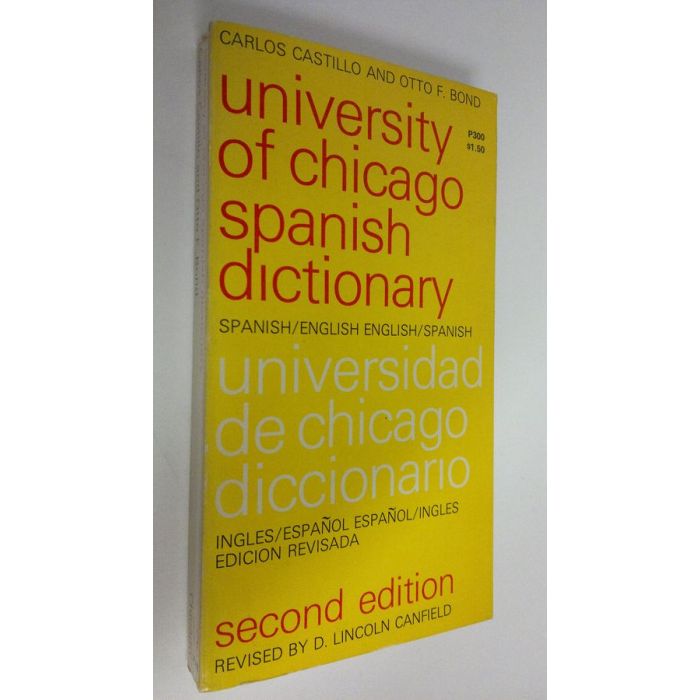 CARLOS CASTILLO AND OTTO F. BOND
P300
$1.50
university
of chicago
spanish
dictionary
SPANISH/ENGLISH ENGLISH/SPANISH
universidad
de chicago
diccionario
INGLES/ESPAÑOL ESPAÑOL/INGLES
EDICION REVISADA
second edition
REVISED BY D. LINCOLN CANFIELD